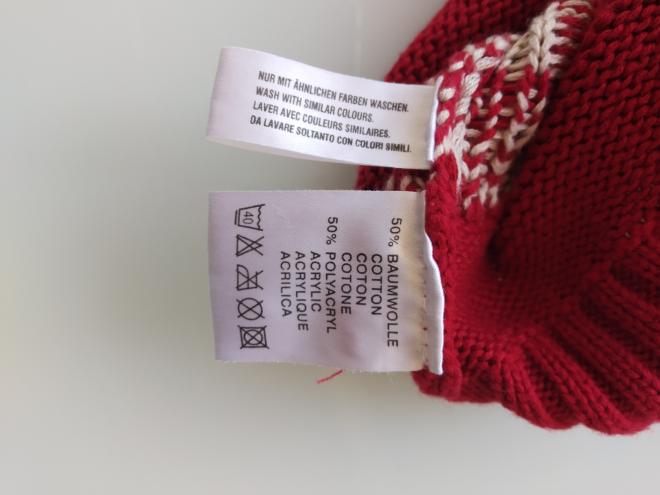 NUR MIT ÄHNLICHEN FARBEN WASCHEN.
WASH WITH SIMILAR COLOURS.
LAVER AVEC COULEURS SIMILAIRES.
DA LAVARE SOLTANTO CON COLORI SIMILI.
50% BAUMWOLLE
COTTON
COTON
COTONE
50% POLYACRYL
ACRYLIC
ACRYLIQUE
ACRILICA
40